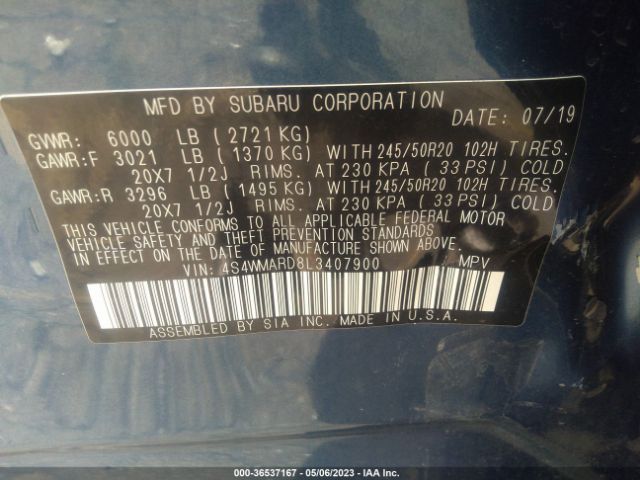 MFD BY SUBARU CORPORATION
DATE: 07/19
GVWR: 6000 LB (2721 KG)
GAWR:F 3021 LB (1370 KG) WITH 245/50R20 102H TIRES.
20X7 1/2J RIMS. AT 230 KPA (33 PSI) COLD
GAWR:R 3296 LB (1495 KG) WITH 245/50R20 102H TIRES.
20X7 1/2J RIMS. AT 230 KPA (33 PSI) COLD
THIS VEHICLE CONFORMS TO ALL APPLICABLE FEDERAL MOTOR
VEHICLE SAFETY AND THEFT PREVENTION STANDARDS
IN EFFECT ON THE DATE OF MANUFACTURE SHOWN ABOVE.
VIN: 4S4WMARD8L3407900 MPV
ASSEMBLED BY SIA INC. MADE IN U.S.A.
000-36537167 - 05/06/2023 - IAA Inc.